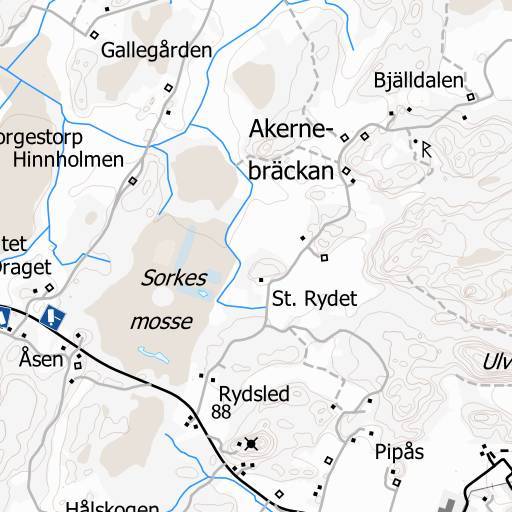 Gallegården
Bjälldalen
Akerne-
bräckan
orgestorp
Hinnholmen
tet
Draget
Sorkes
mosse
St. Rydet
Åsen
Ulv
Rydsled
88
Pipås
Hålskogen